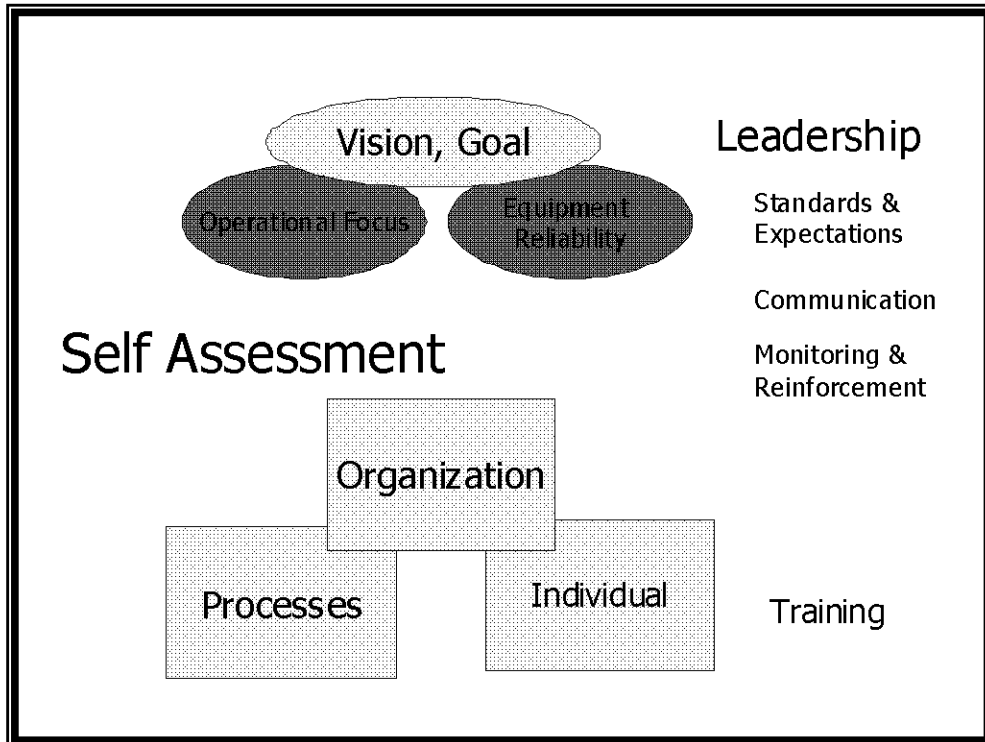 Vision, Goal
Leadership
Operational Focus
Equipment
Reliability
Standards &
Expectations
Communication
Self Assessment
Monitoring &
Reinforcement
Organization
Processes
Individual
Training